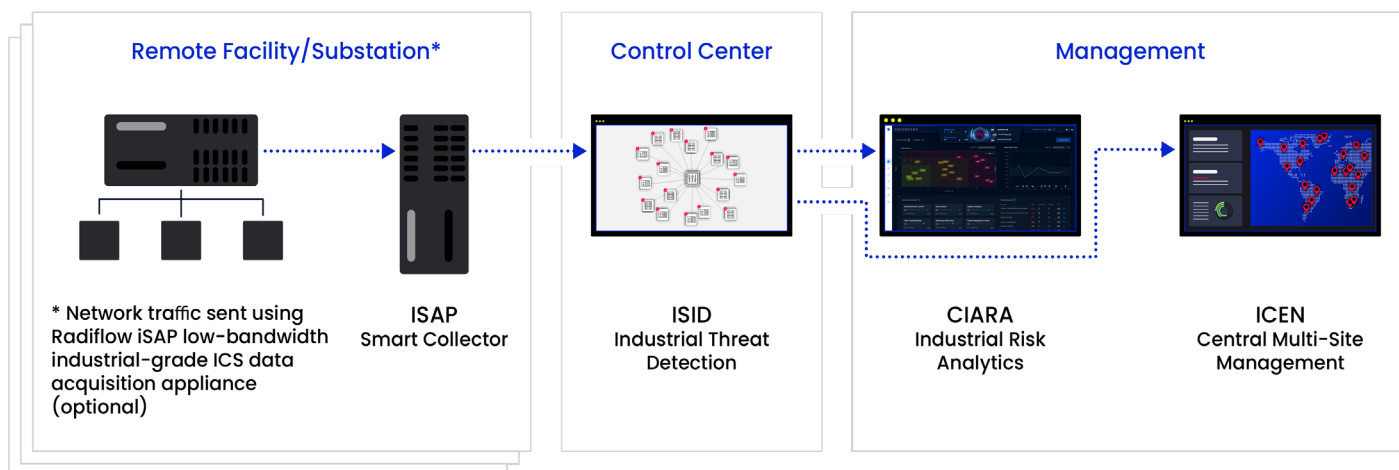 Remote Facility/Substation*
Control Center
Management
* Network traffic sent using
Radiflow iSAP low-bandwidth
industrial-grade ICS data
acquisition appliance
(optional)
ISAP
Smart Collector
ISID
Industrial Threat
Detection
CIARA
Industrial Risk
Analytics
ICEN
Central Multi-Site
Management